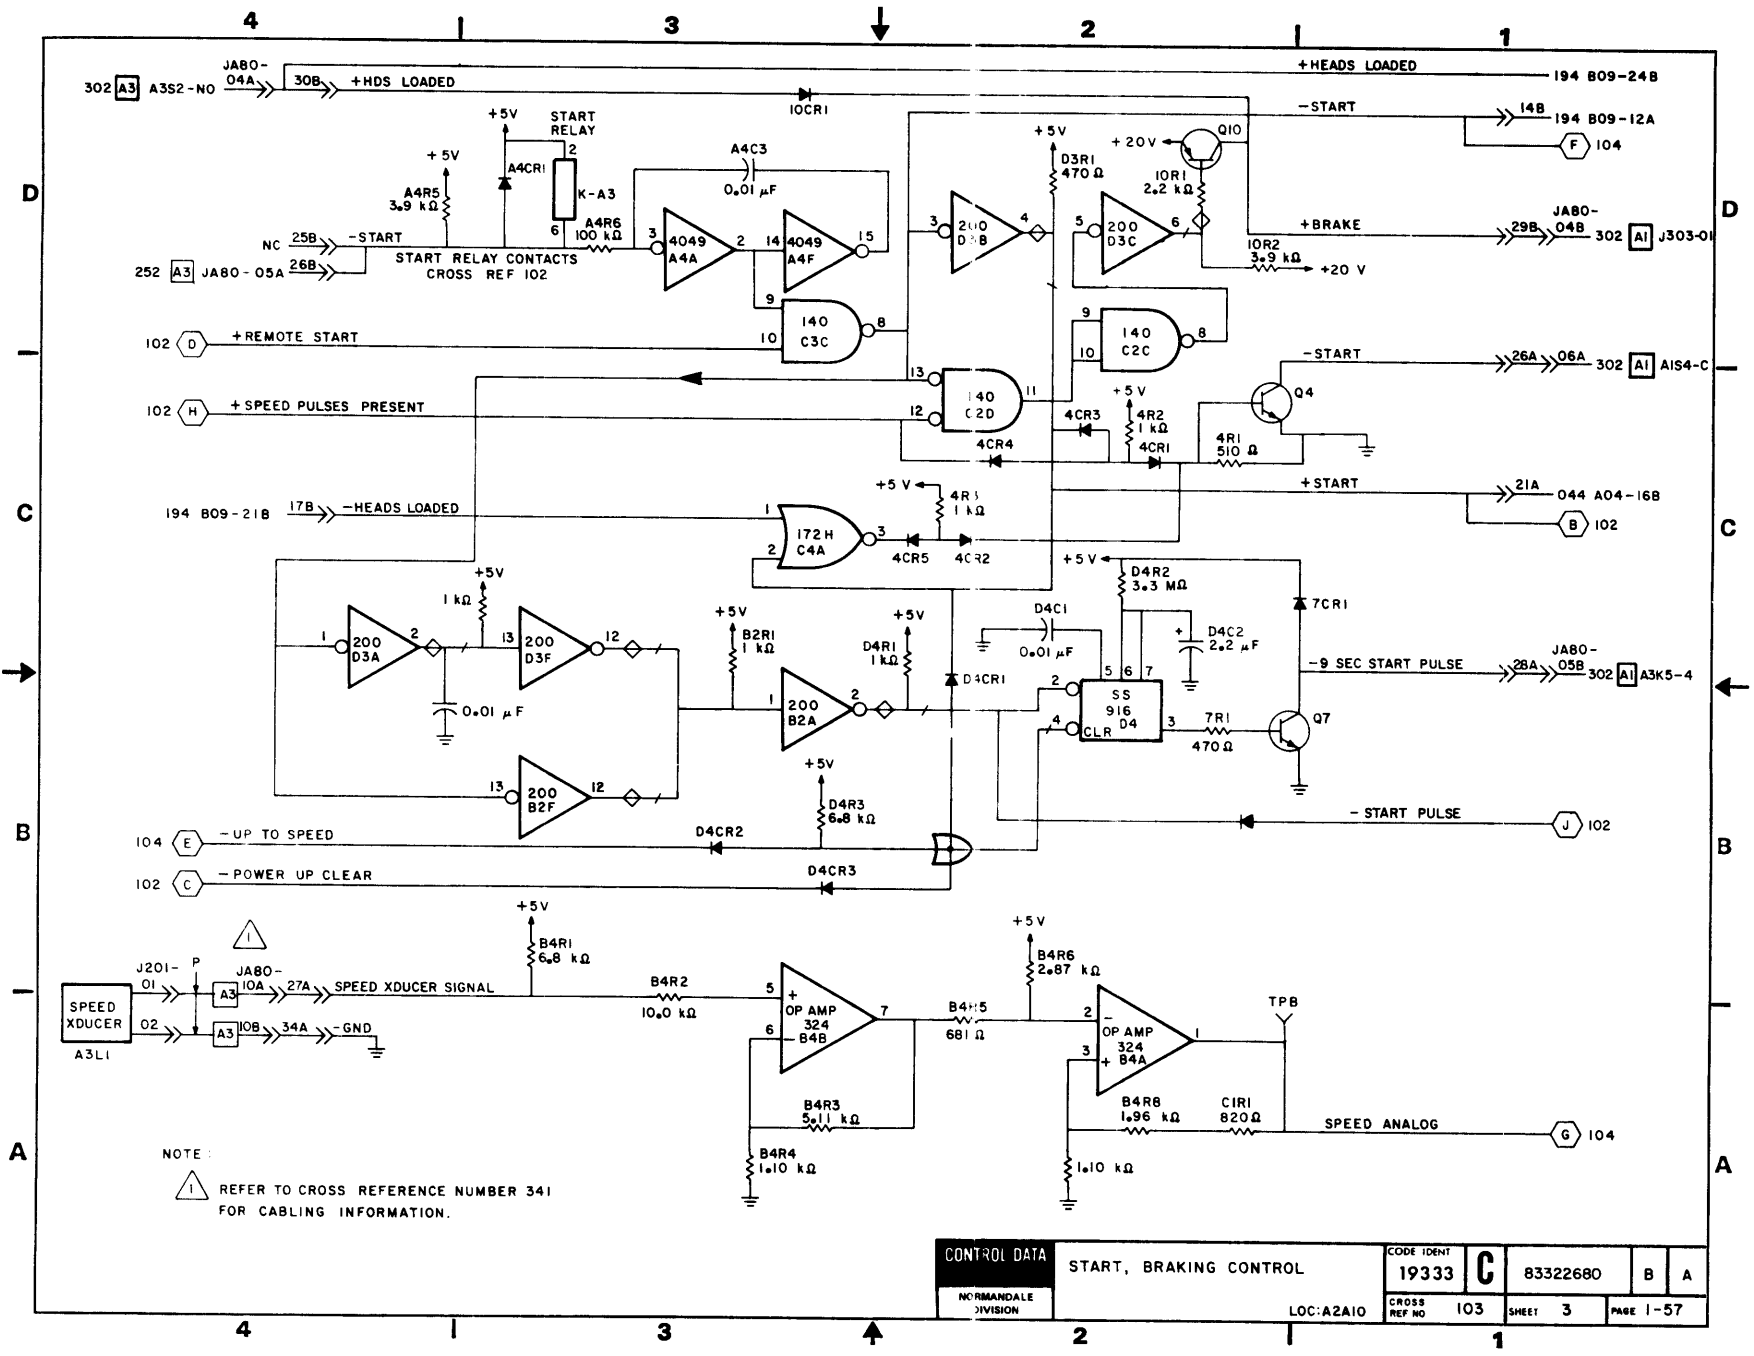 4 3 2 1
302 A3 A3S2-NO
JA80-
04A
30B
+HDS LOADED
10CR1
+HEADS LOADED
194 B09-24B
-START
14B
194 B09-12A
F 104
+5V
START
RELAY
2
A4CR1
K-A3
6
+5V
A4R5
3.9 kΩ
A4C3
0.01 µF
A4R6
100 kΩ
3
4049
A4A
2
14
4049
A4F
15
+5V
D3R1
470 Ω
3
200
D3B
4
5
200
D3C
6
+20V
Q10
10R1
2.2 kΩ
10R2
3.9 kΩ
+20 V
+BRAKE
29B
JA80-
04B
302 A1 J303-01
D
D
NC
25B
-START
252 A3 JA80-05A
26B
START RELAY CONTACTS
CROSS REF 102
9
10
140
C3C
8
9
10
140
C2C
8
102 D +REMOTE START
-START
26A
06A
302 A1 A1S4-C
Q4
102 H +SPEED PULSES PRESENT
13
12
140
C2D
11
4CR3
4CR4
+5V
4R2
1 kΩ
4CR1
4R1
510 Ω
C
C
194 B09-21B
17B
-HEADS LOADED
1
2
172H
C4A
3
+5 V
1 kΩ
4CR5
4CR2
+START
21A
044 A04-16B
B 102
+5V
1 kΩ
1
200
D3A
2
13
200
D3F
12
0.01 µF
13
200
B2F
12
+5V
B2R1
1 kΩ
1
200
B2A
2
+5V
D4R1
1 kΩ
D4CR1
D4C1
0.01 µF
+5V
D4R2
3.3 MΩ
+
D4C2
2.2 µF
5 6 7
2
4
SS
916
D4
CLR
3
7R1
470 Ω
Q7
7CR1
-9 SEC START PULSE
28A
JA80-
05B
302 A1 A3K5-4
+5V
D4R3
6.8 kΩ
-START PULSE
J 102
B
B
104 E -UP TO SPEED
D4CR2
102 C -POWER UP CLEAR
D4CR3
1
SPEED
XDUCER
A3L1
J201-
01
02
P
A3
A3
JA80-
10A
10B
27A
34A
SPEED XDUCER SIGNAL
-GND
+5V
B4R1
6.8 kΩ
B4R2
10.0 kΩ
5
6
+
-
OP AMP
324
B4B
7
B4R3
5.11 kΩ
B4R4
1.10 kΩ
681 Ω
+5V
B4R6
2.87 kΩ
2
3
-
+
OP AMP
324
B4A
1
TPB
B4R8
1.96 kΩ
C1R1
820Ω
1.10 kΩ
SPEED ANALOG
G 104
A
A
NOTE:
1 REFER TO CROSS REFERENCE NUMBER 341
FOR CABLING INFORMATION.
CONTROL DATA
NORMANDALE
DIVISION
START, BRAKING CONTROL
LOC:A2A10
CODE IDENT
19333
C
83322680
B
A
CROSS
REF NO
103
SHEET 3
PAGE 1-57
4 3 2 1